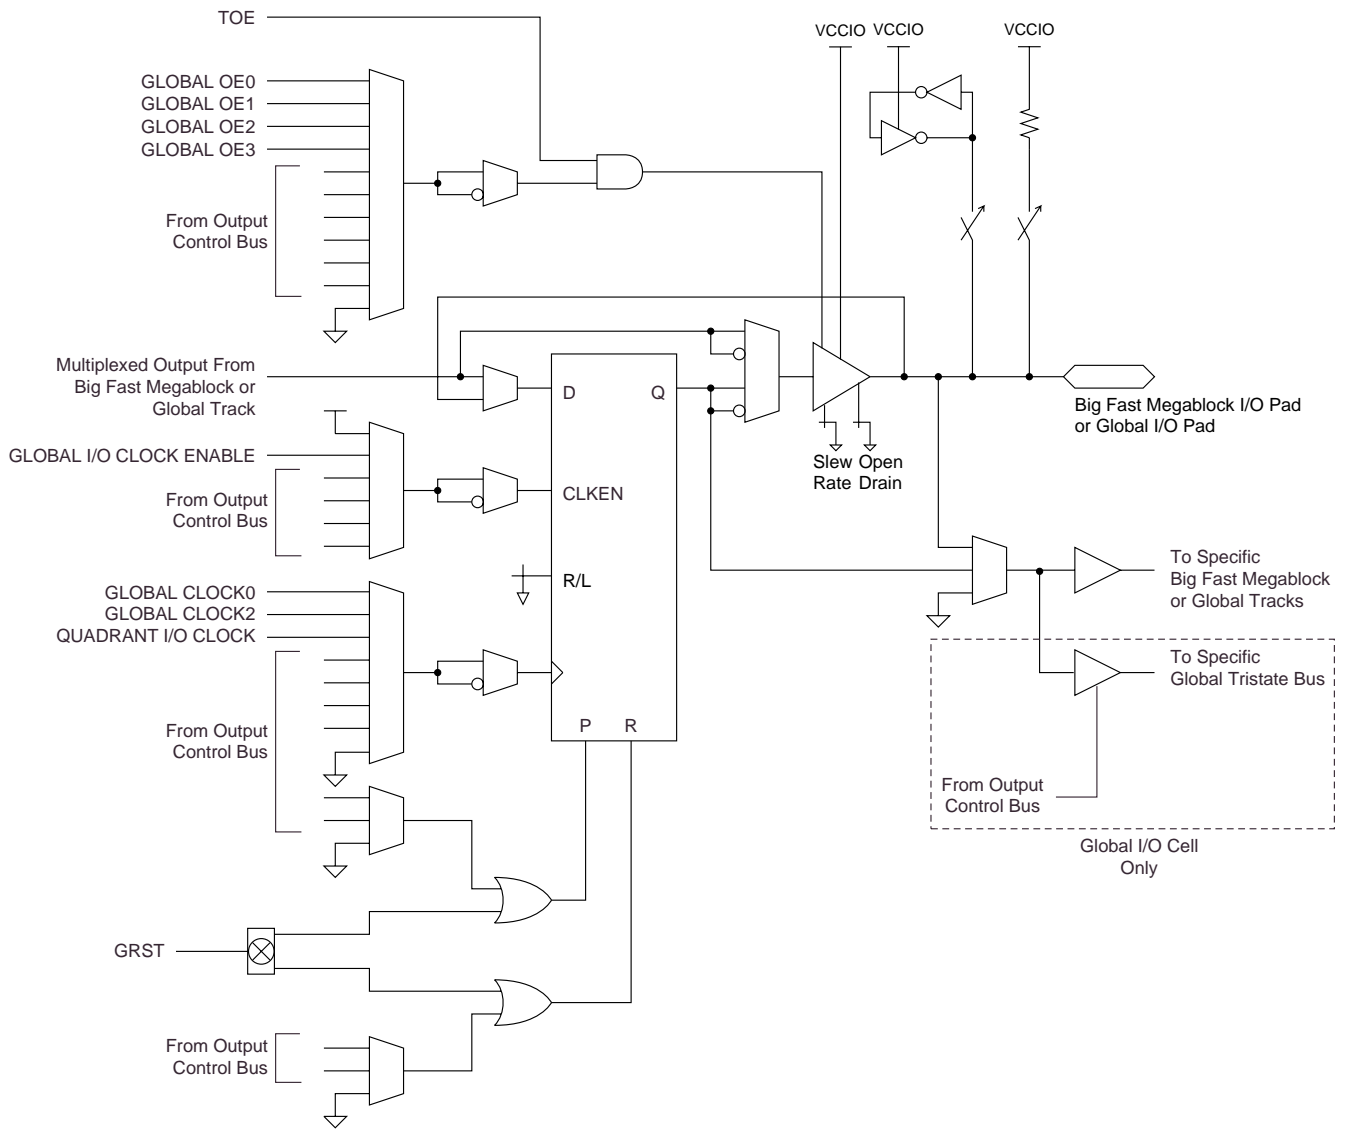 TOE
VCCIO VCCIO VCCIO
GLOBAL OE0
GLOBAL OE1
GLOBAL OE2
GLOBAL OE3
From Output
Control Bus
Multiplexed Output From
Big Fast Megablock or
Global Track
D
Q
Big Fast Megablock I/O Pad
or Global I/O Pad
GLOBAL I/O CLOCK ENABLE
Slew Open
Rate Drain
From Output
Control Bus
CLKEN
R/L
To Specific
Big Fast Megablock
or Global Tracks
GLOBAL CLOCK0
GLOBAL CLOCK2
QUADRANT I/O CLOCK
To Specific
Global Tristate Bus
From Output
Control Bus
P R
From Output
Control Bus
Global I/O Cell
Only
GRST
From Output
Control Bus